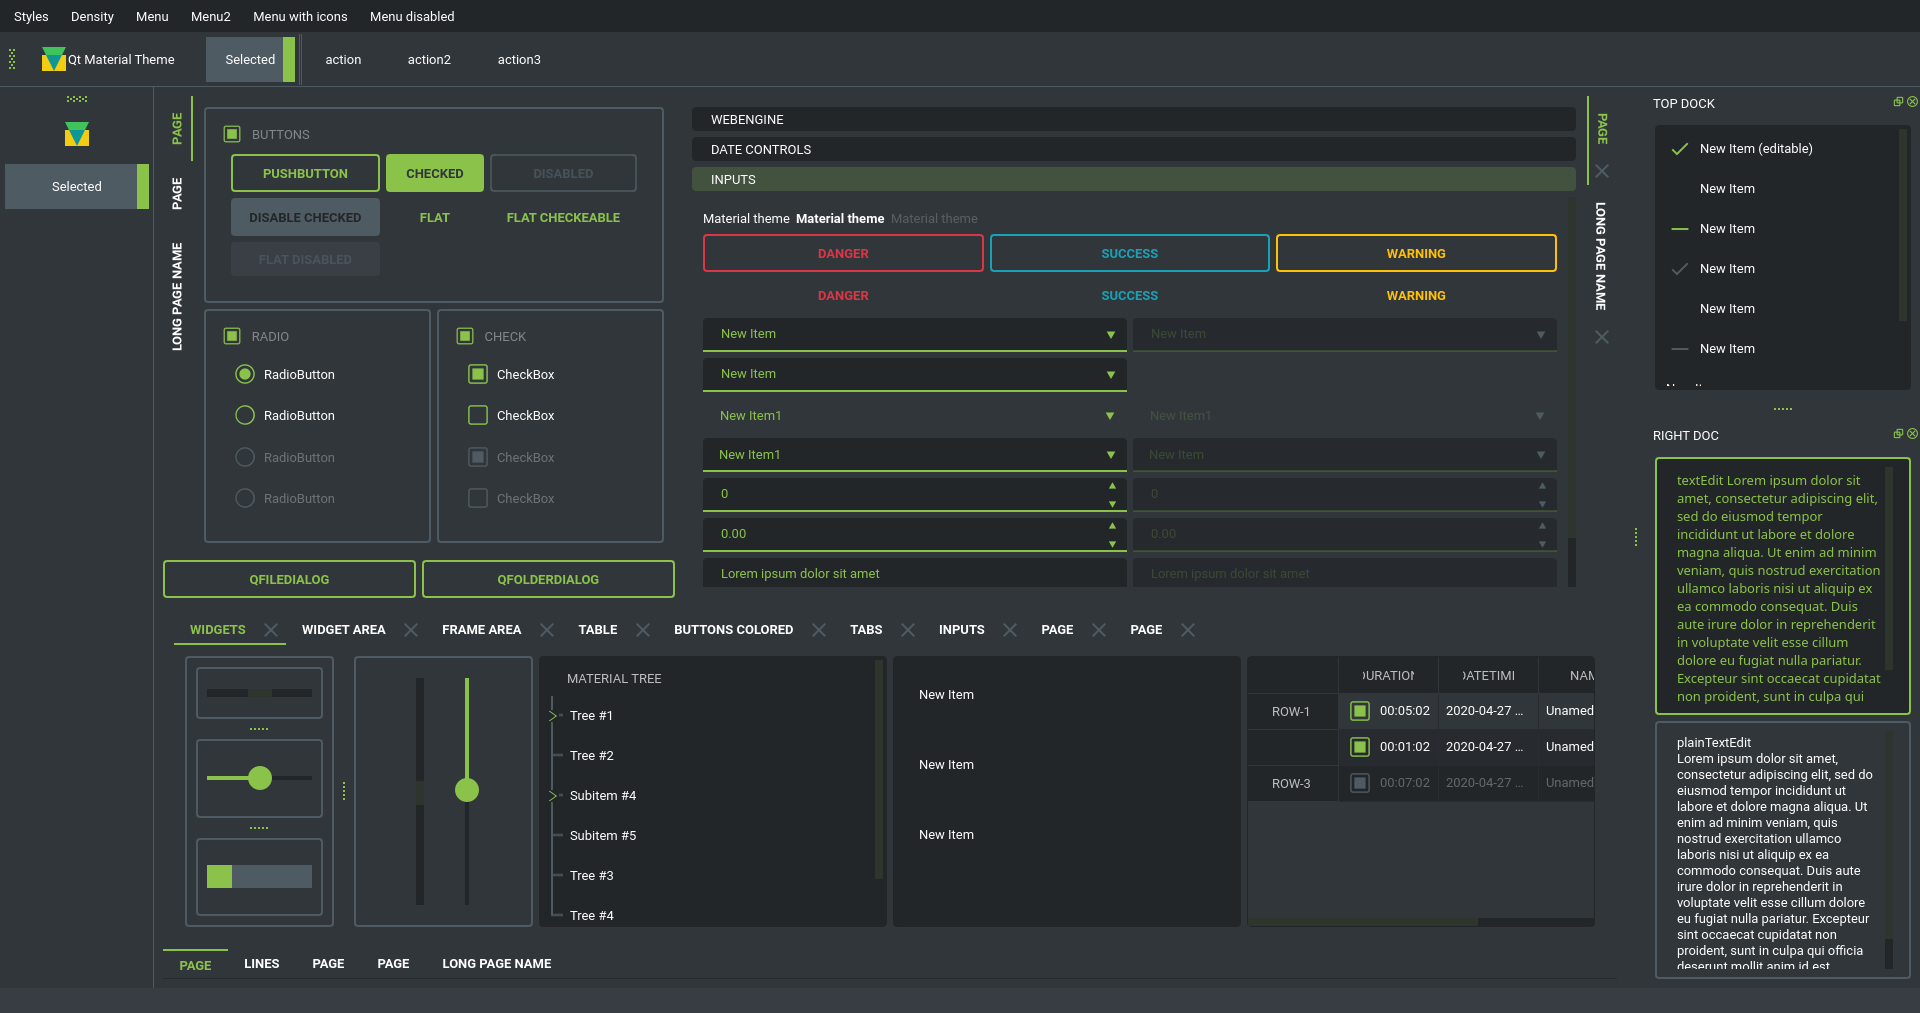 Styles Density Menu Menu2 Menu with icons Menu disabled
Qt Material Theme Selected action action2 action3
Selected
PAGE
PAGE
LONG PAGE NAME
BUTTONS
PUSHBUTTON CHECKED DISABLED
DISABLE CHECKED FLAT FLAT CHECKEABLE
FLAT DISABLED
RADIO
RadioButton
RadioButton
RadioButton
RadioButton
CHECK
CheckBox
CheckBox
CheckBox
CheckBox
QFILEDIALOG QFOLDERDIALOG
WEBENGINE
DATE CONTROLS
INPUTS
Material theme Material theme Material theme
DANGER SUCCESS WARNING
DANGER SUCCESS WARNING
New Item New Item
New Item
New Item1 New Item1
New Item1 New Item
0 0
0.00 0.00
Lorem ipsum dolor sit amet Lorem ipsum dolor sit amet
PAGE
LONG PAGE NAME
TOP DOCK
New Item (editable)
New Item
New Item
New Item
New Item
New Item
RIGHT DOC
textEdit Lorem ipsum dolor sit
amet, consectetur adipiscing elit,
sed do eiusmod tempor
incididunt ut labore et dolore
magna aliqua. Ut enim ad minim
veniam, quis nostrud exercitation
ullamco laboris nisi ut aliquip ex
ea commodo consequat. Duis
aute irure dolor in reprehenderit
in voluptate velit esse cillum
dolore eu fugiat nulla pariatur.
Excepteur sint occaecat cupidatat
non proident, sunt in culpa qui
plainTextEdit
Lorem ipsum dolor sit amet,
consectetur adipiscing elit, sed do
eiusmod tempor incididunt ut
labore et dolore magna aliqua. Ut
enim ad minim veniam, quis
nostrud exercitation ullamco
laboris nisi ut aliquip ex ea
commodo consequat. Duis aute
irure dolor in reprehenderit in
voluptate velit esse cillum dolore
eu fugiat nulla pariatur. Excepteur
sint occaecat cupidatat non
proident, sunt in culpa qui officia
deserunt mollit anim id est
WIDGETS WIDGET AREA FRAME AREA TABLE BUTTONS COLORED TABS INPUTS PAGE PAGE
MATERIAL TREE
Tree #1
Tree #2
Subitem #4
Subitem #5
Tree #3
Tree #4
New Item
New Item
New Item
URATION ATETIMI NAM
ROW-1 00:05:02 2020-04-27 ... Unamed
00:01:02 2020-04-27 ... Unamed
ROW-3 00:07:02 2020-04-27 ... Unamed
PAGE LINES PAGE PAGE LONG PAGE NAME